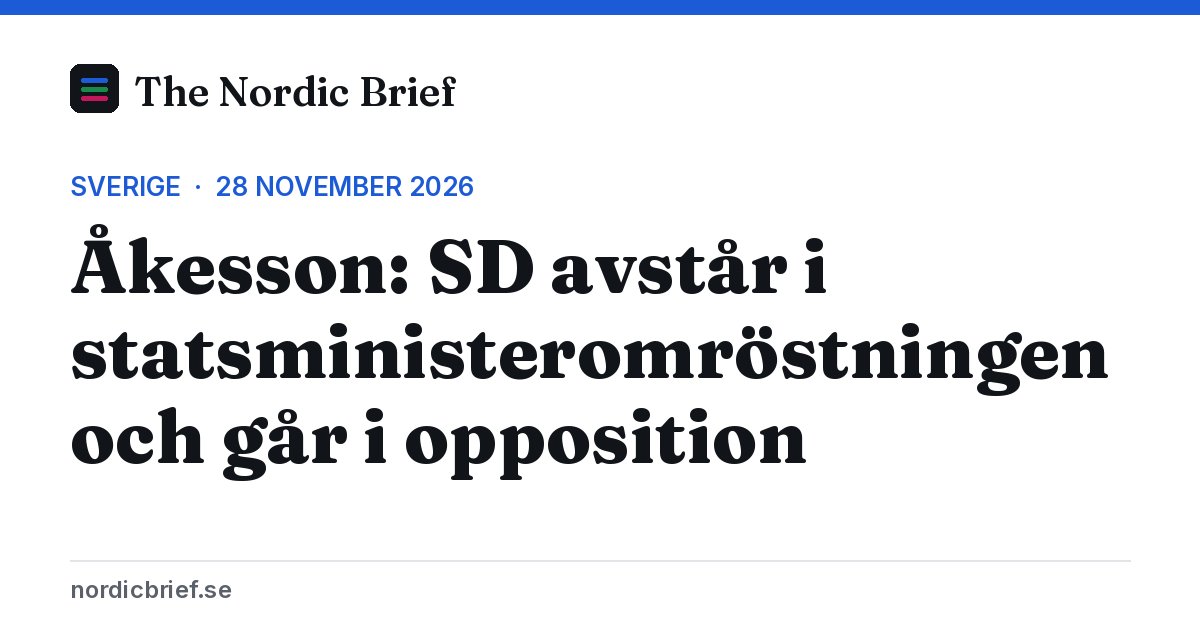 The Nordic Brief
SVERIGE · 28 NOVEMBER 2026
Åkesson: SD avstår i
statsministeromröstningen
och går i opposition
nordicbrief.se